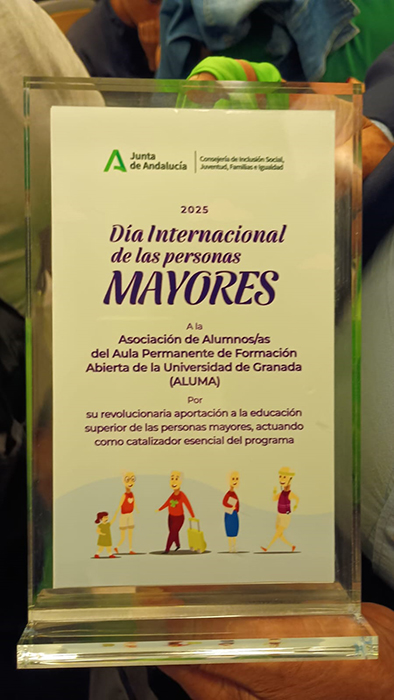 Junta
de Andalucía
Consejería de Inclusión Social,
Juventud, Familias e Igualdad
2025
Día Internacional
de las personas
MAYORES
A la
Asociación de Alumnos/as
del Aula Permanente de Formación
Abierta de la Universidad de Granada
(ALUMA)
Por
su revolucionaria aportación a la educación
superior de las personas mayores, actuando
como catalizador esencial del programa